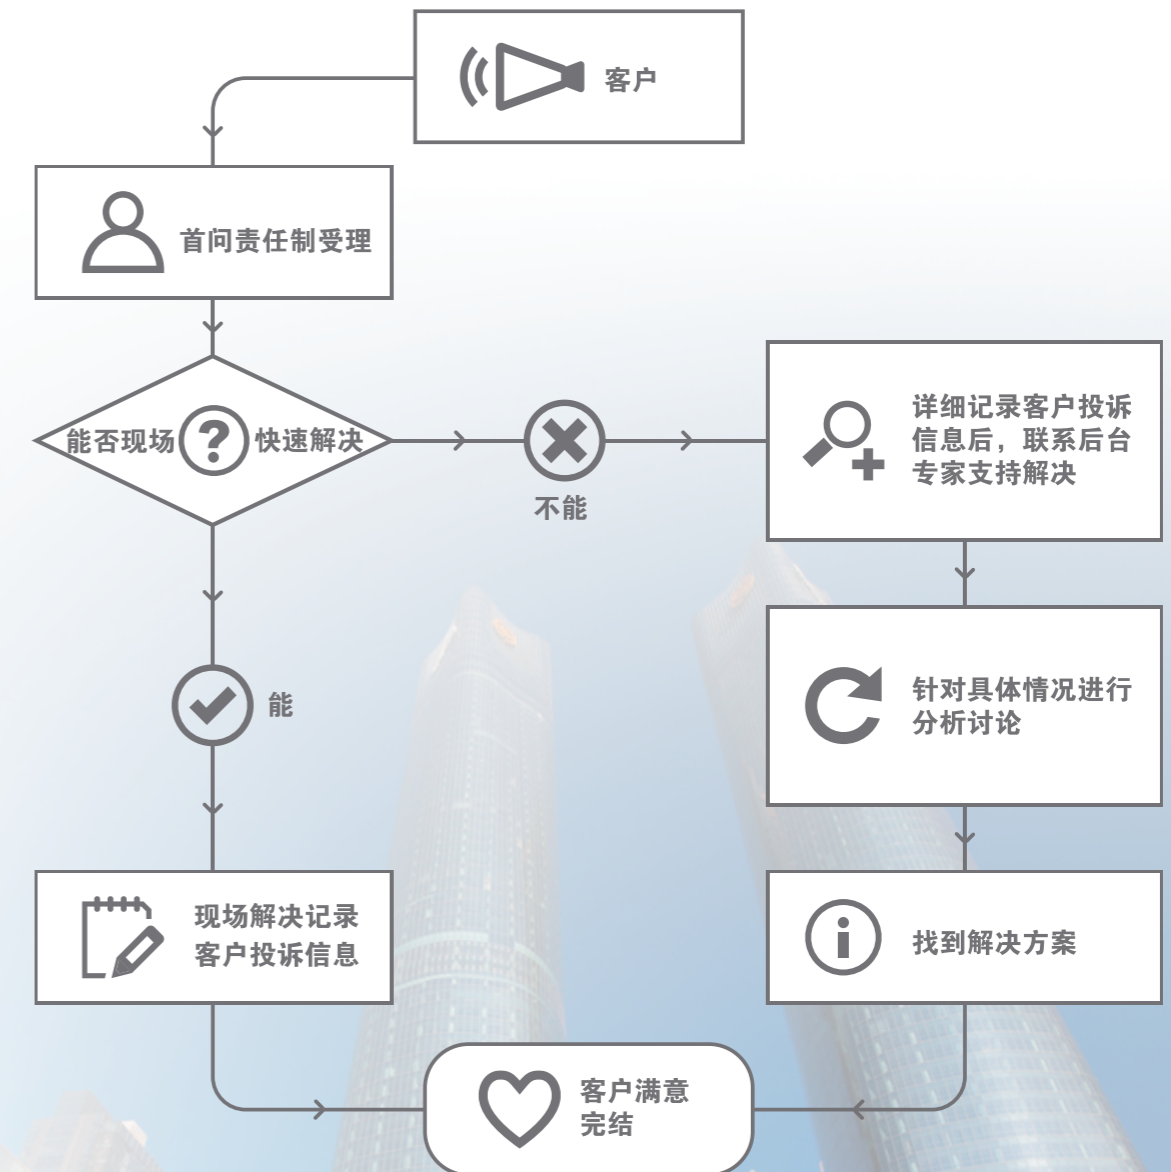 客户
首问责任制受理
能否现场 ? 快速解决
不能
详细记录客户投诉
信息后，联系后台
专家支持解决
能
针对具体情况进行
分析讨论
现场解决记录
客户投诉信息
找到解决方案
客户满意
完结